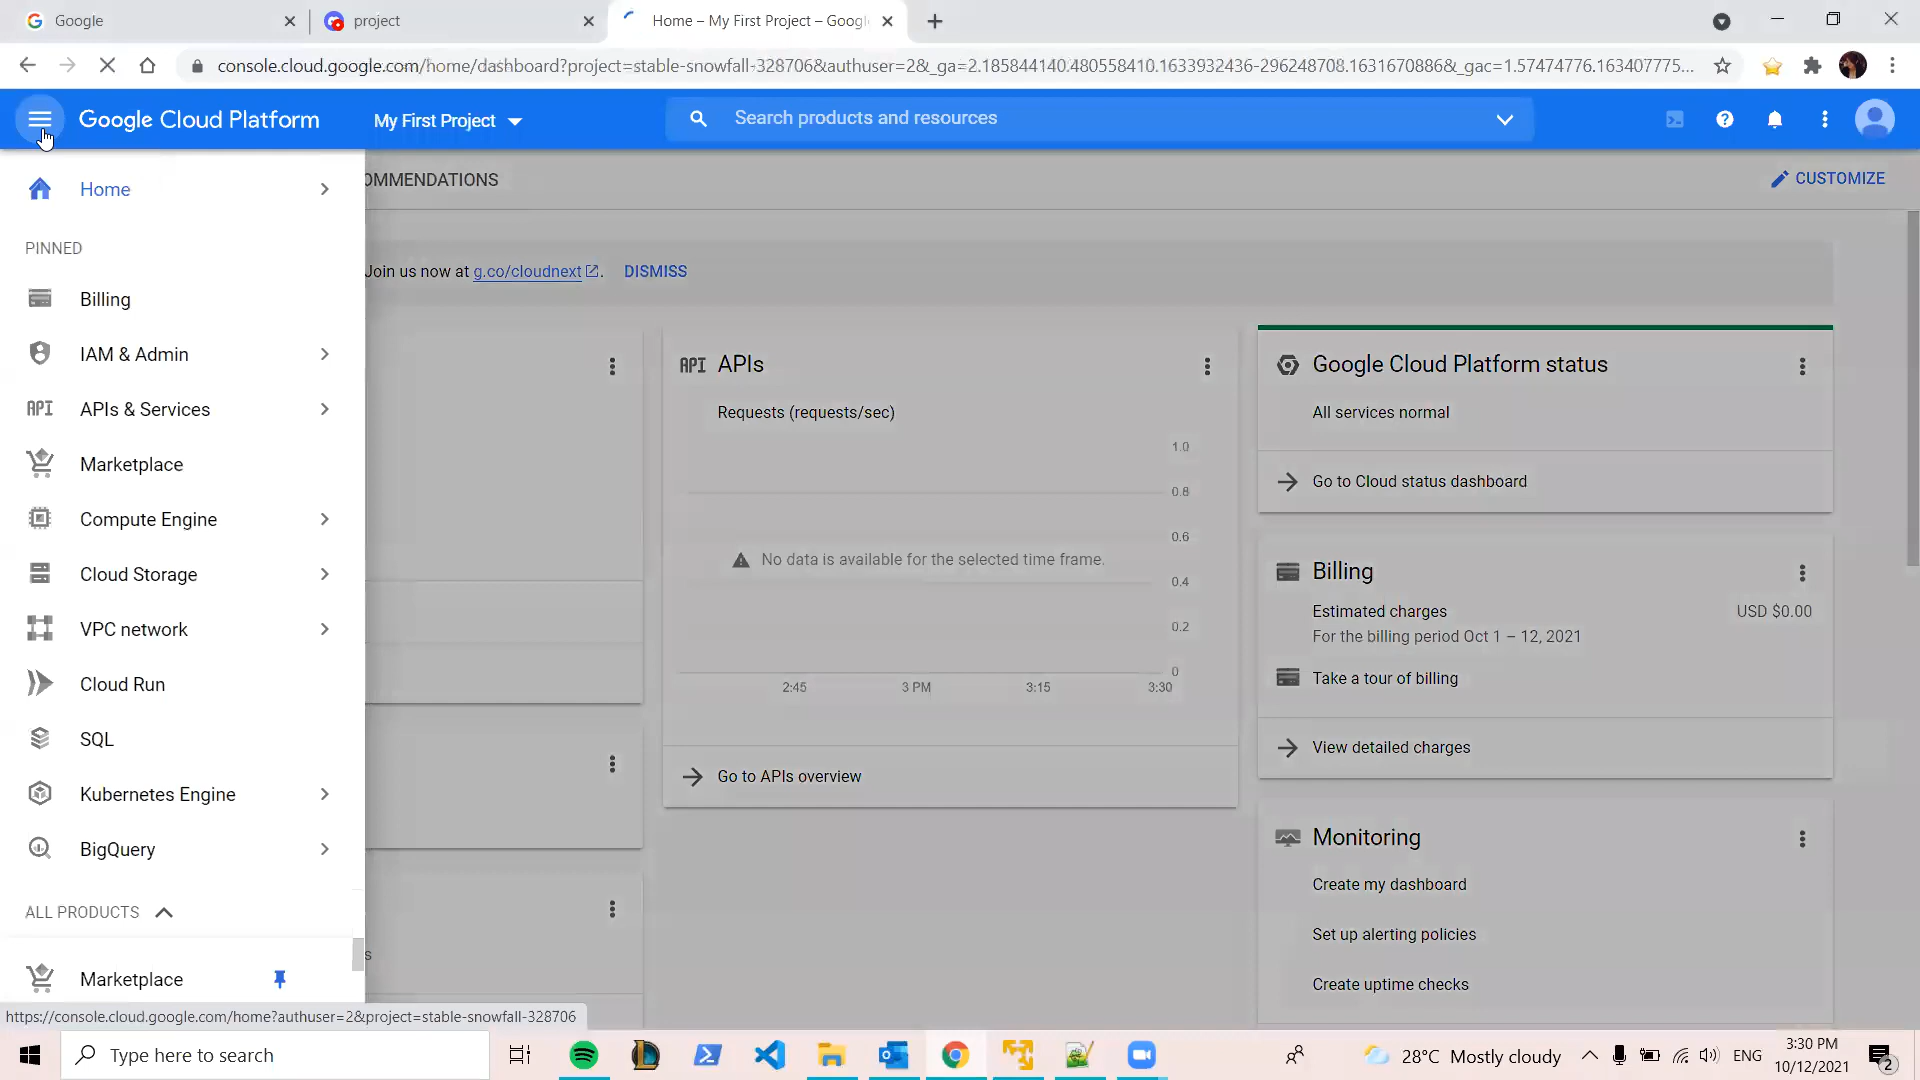 Google
project
Home – My First Project – Googl
console.cloud.google.com/home/dashboard?project=stable-snowfall-328706&authuser=2&_ga=2.185844140.480558410.1633932436-296248708.1631670886&_gac=1.57474776.163407775...
Google Cloud Platform
My First Project
Search products and resources
Home
OMMENDATIONS
CUSTOMIZE
PINNED
Join us now at g.co/cloudnext. DISMISS
Billing
IAM & Admin
API APIs & Services
Marketplace
Compute Engine
Cloud Storage
VPC network
Cloud Run
SQL
Kubernetes Engine
BigQuery
ALL PRODUCTS
Marketplace
API APIs
Requests (requests/sec)
1.0
0.8
No data is available for the selected time frame.
0.6
0.4
0.2
0
2:45 3 PM 3:15 3:30
Go to APIs overview
Google Cloud Platform status
All services normal
Go to Cloud status dashboard
Billing
Estimated charges USD $0.00
For the billing period Oct 1 – 12, 2021
Take a tour of billing
View detailed charges
Monitoring
Create my dashboard
Set up alerting policies
Create uptime checks
s
https://console.cloud.google.com/home?authuser=2&project=stable-snowfall-328706
Type here to search
28°C Mostly cloudy
ENG
3:30 PM
10/12/2021
2